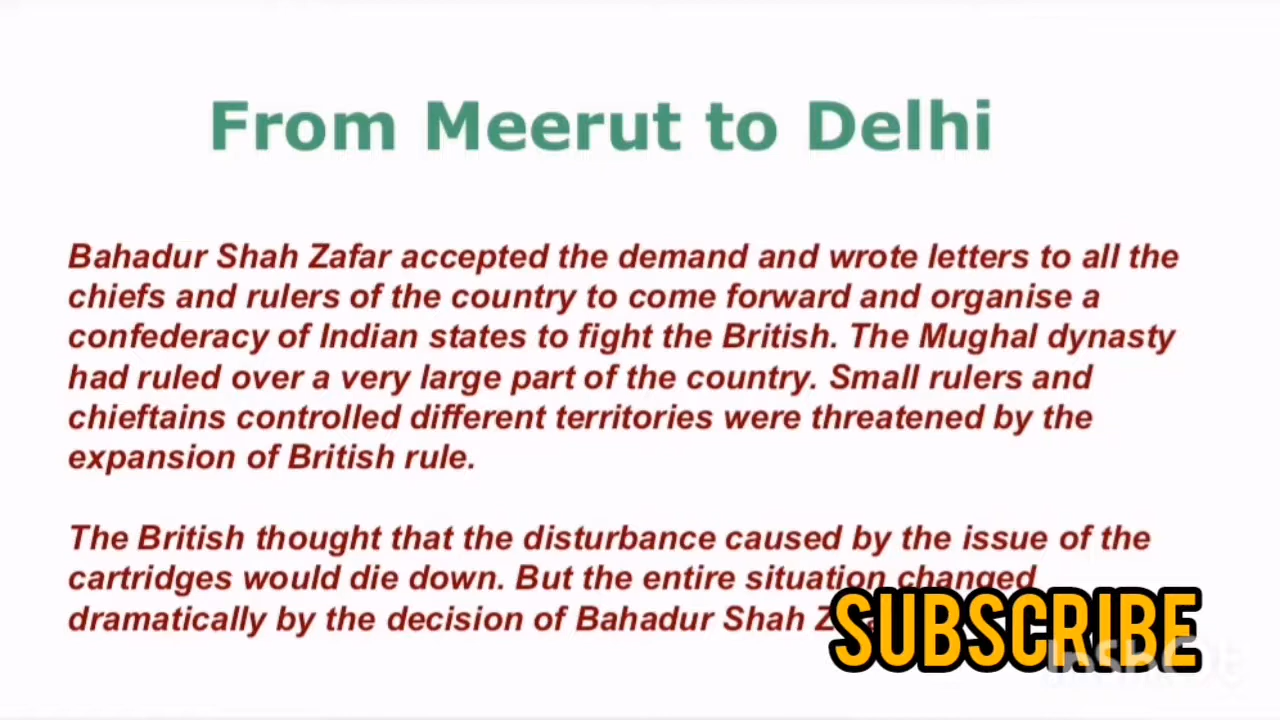 From Meerut to Delhi
Bahadur Shah Zafar accepted the demand and wrote letters to all the
chiefs and rulers of the country to come forward and organise a
confederacy of Indian states to fight the British. The Mughal dynasty
had ruled over a very large part of the country. Small rulers and
chieftains controlled different territories were threatened by the
expansion of British rule.
The British thought that the disturbance caused by the issue of the
cartridges would die down. But the entire situation changed
dramatically by the decision of Bahadur Shah
SUBSCRIBE
InShOt